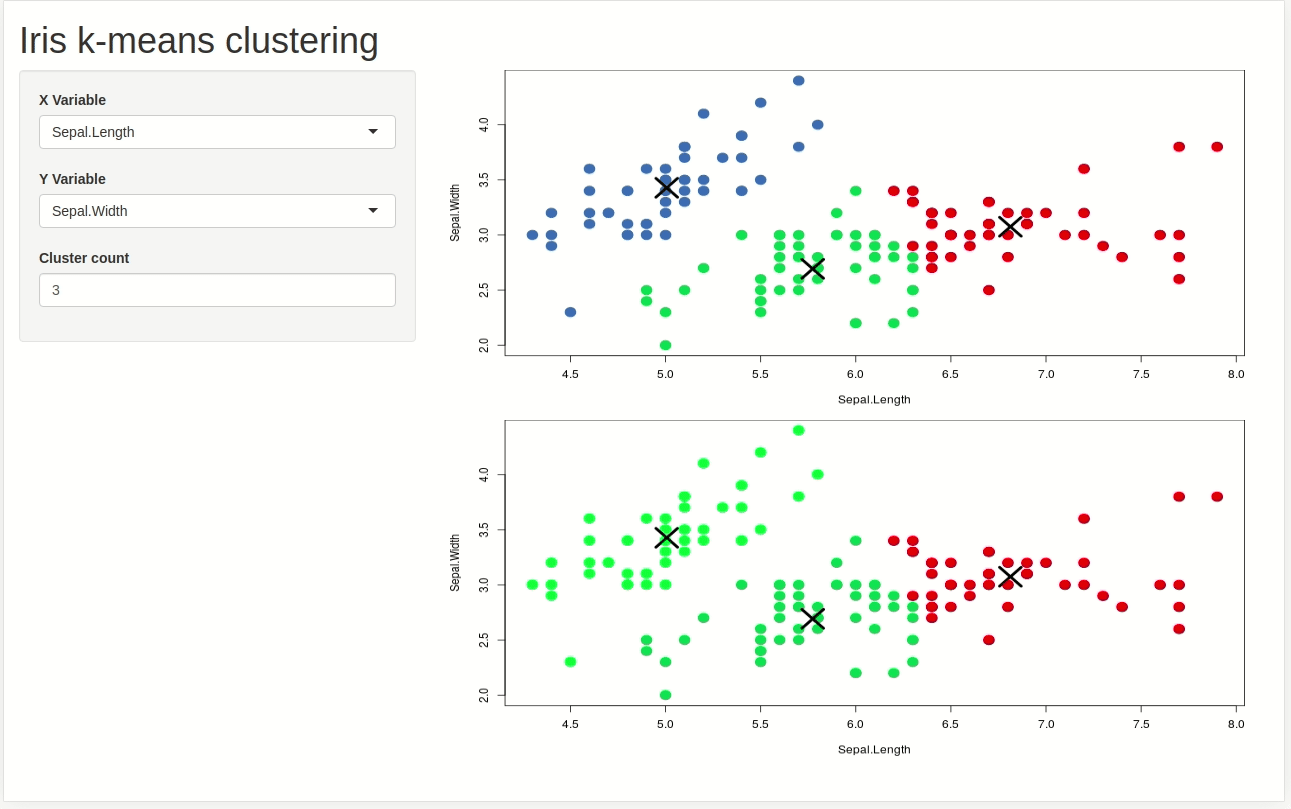 Iris k-means clustering
X Variable
Sepal.Length
Y Variable
Sepal.Width
Cluster count
3
Sepal.Width
4.0
3.5
3.0
2.5
2.0
4.5 5.0 5.5 6.0 6.5 7.0 7.5 8.0
Sepal.Length
Sepal.Width
4.0
3.5
3.0
2.5
2.0
4.5 5.0 5.5 6.0 6.5 7.0 7.5 8.0
Sepal.Length